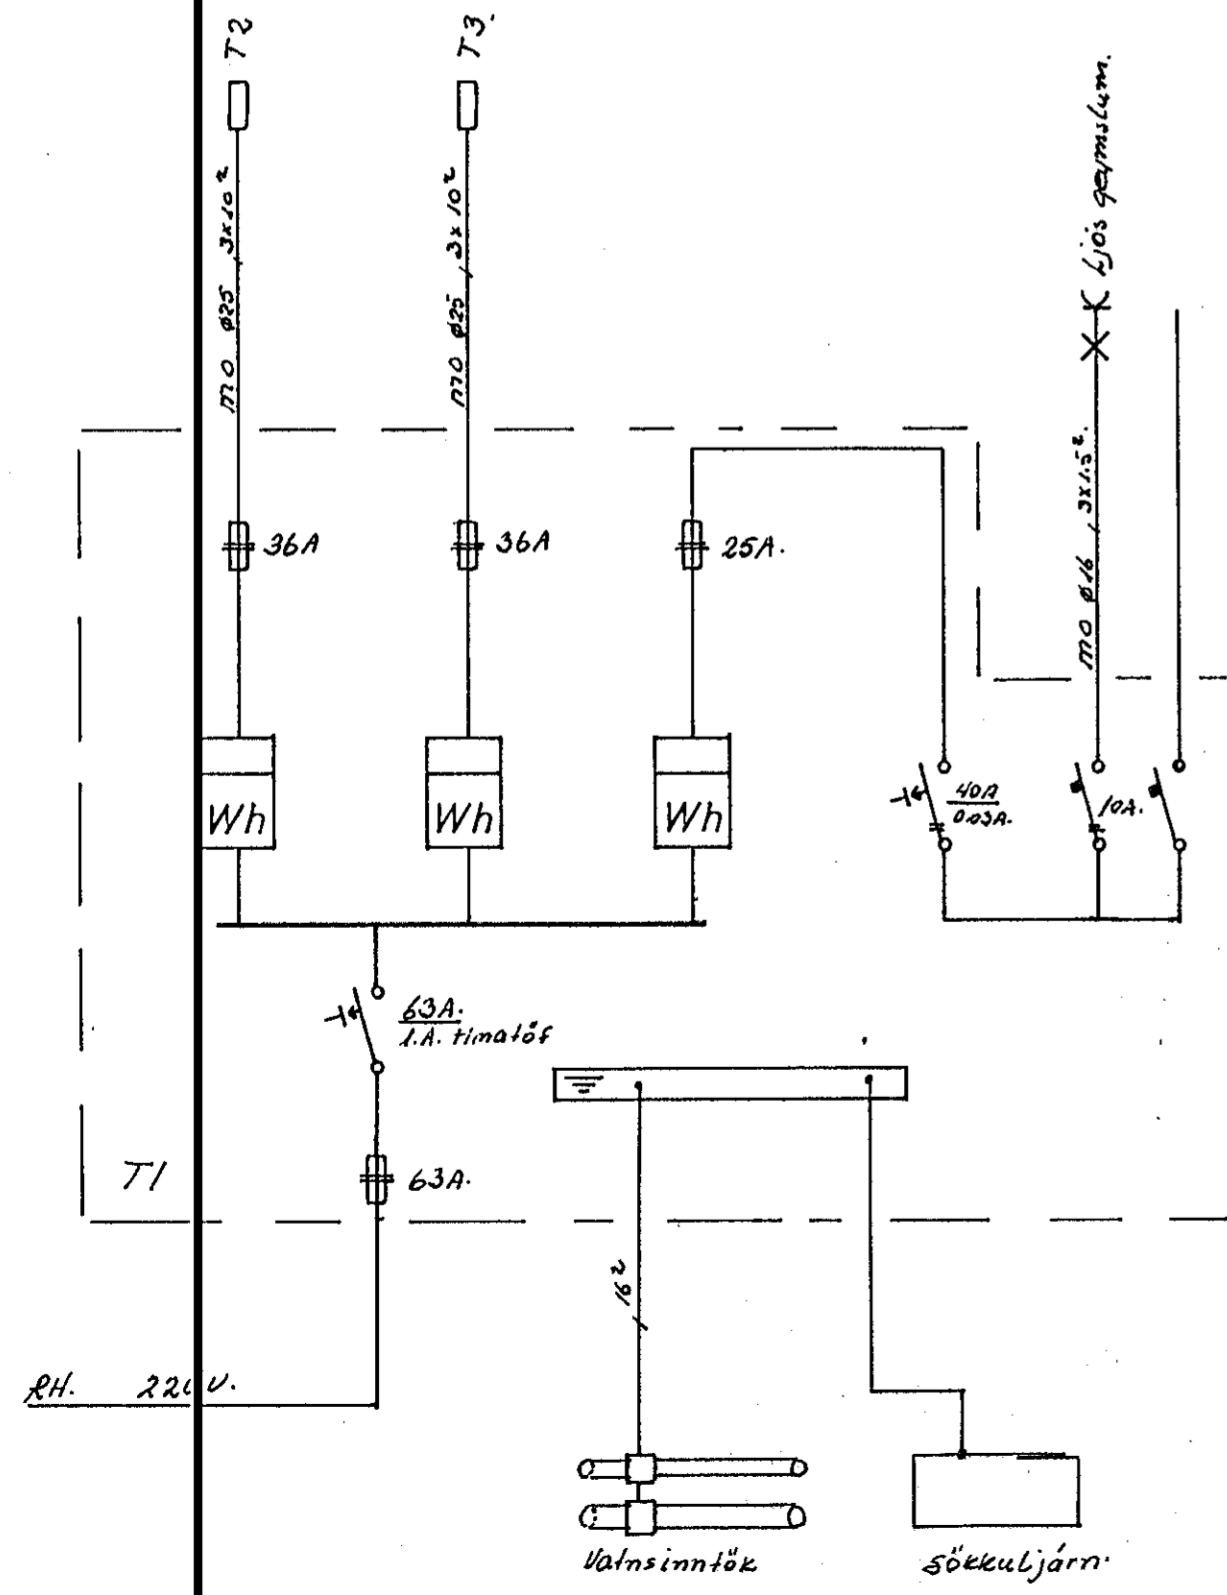 T2
T3.
mO ø25, 3x10²
mO ø25, 3x10²
Ljós geymslum.
mO ø16, 3x1.5².
36A
36A
25A.
Wh
Wh
Wh
40A
0.03A.
10A.
63A.
1.A. timatöf
T1
63A.
16²
RH. 220V.
Vatnsinntök
sökkuljárn.